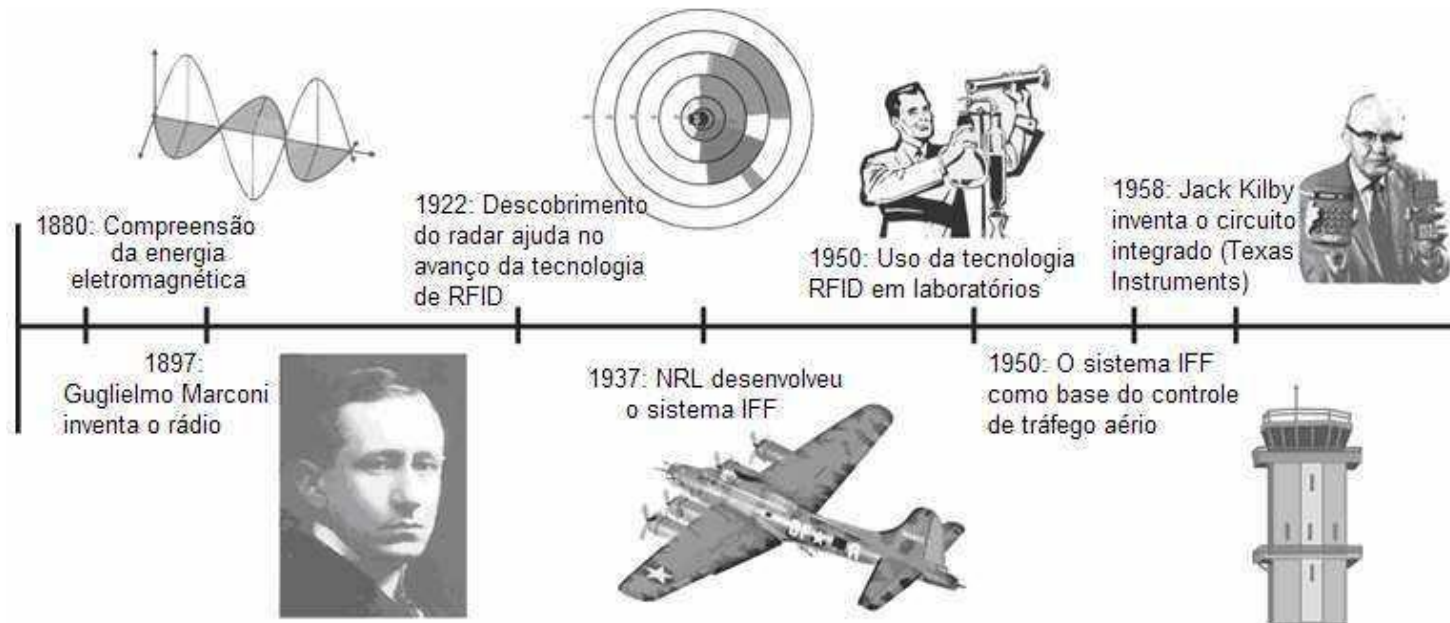 1880: Compreensão
da energia
eletromagnética
1897:
Guglielmo Marconi
inventa o rádio
1922: Descobrimento
do radar ajuda no
avanço da tecnologia
de RFID
1937: NRL desenvolveu
o sistema IFF
1950: Uso da tecnologia
RFID em laboratórios
1950: O sistema IFF
como base do controle
de tráfego aério
1958: Jack Kilby
inventa o circuito
integrado (Texas
Instruments)